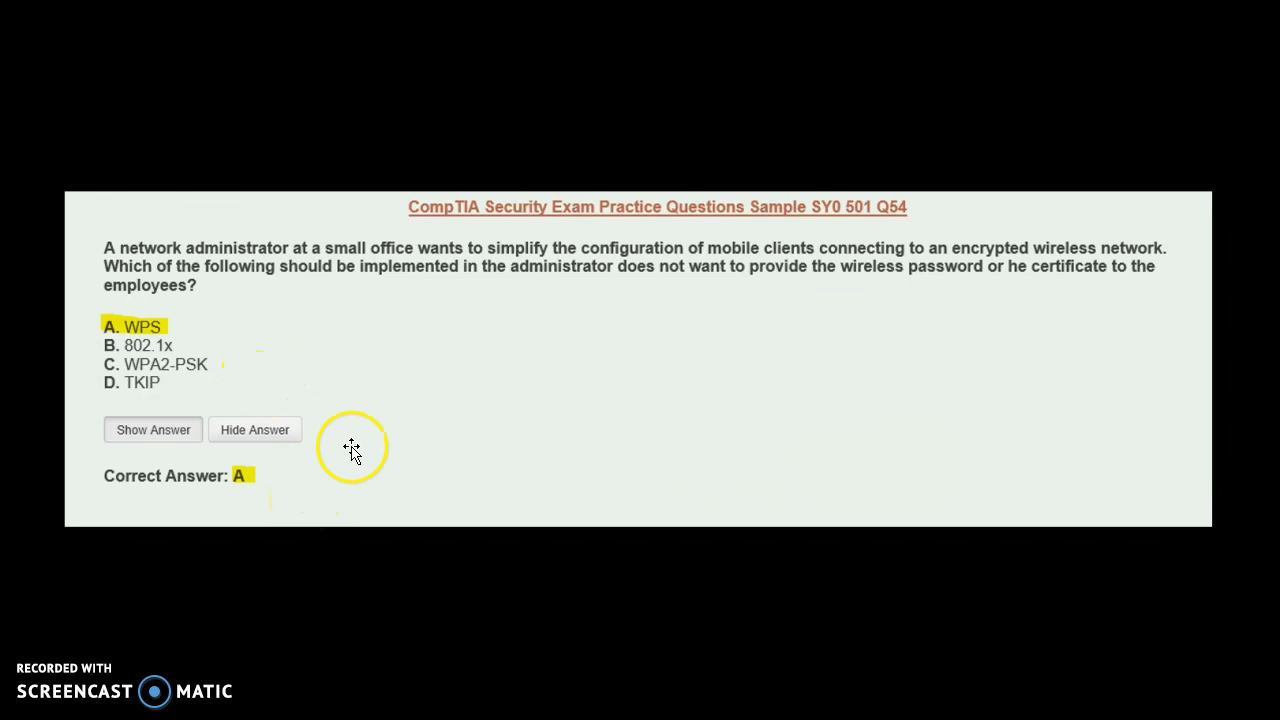 CompTIA Security Exam Practice Questions Sample SY0 501 Q54
A network administrator at a small office wants to simplify the configuration of mobile clients connecting to an encrypted wireless network.
Which of the following should be implemented in the administrator does not want to provide the wireless password or he certificate to the
employees?
A. WPS
B. 802.1x
C. WPA2-PSK
D. TKIP
Show Answer Hide Answer
Correct Answer: A
RECORDED WITH
SCREENCAST MATIC